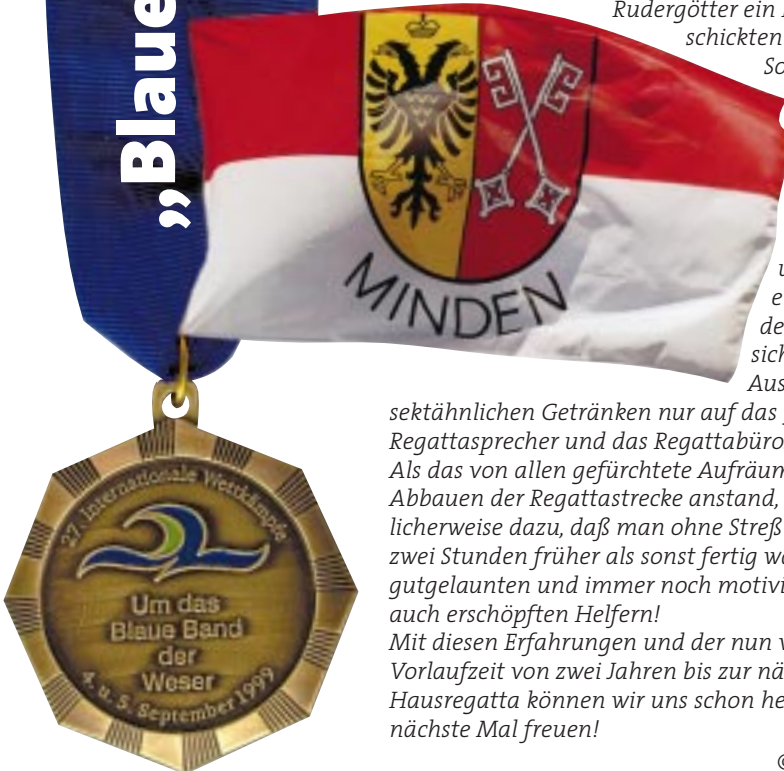 „Blaue
Rudergötter ein
schickten
MINDEN
sich
sektähnlichen Getränken nur auf das
Regattasprecher und das Regattabüro
Als das von allen gefürchtete Aufräum
Abbauen der Regattastrecke anstand,
licherweise dazu, daß man ohne Streß
zwei Stunden früher als sonst fertig
gutgelaunten und immer noch
auch erschöpften Helfern!
Mit diesen Erfahrungen und der nun
Vorlaufzeit von zwei Jahren bis zur
Hausregatta können wir uns schon
nächste Mal freuen!
27. Internationale Wettkämpfe
Um das
Blaue Band
der
Weser
4. u. 5. September 1999